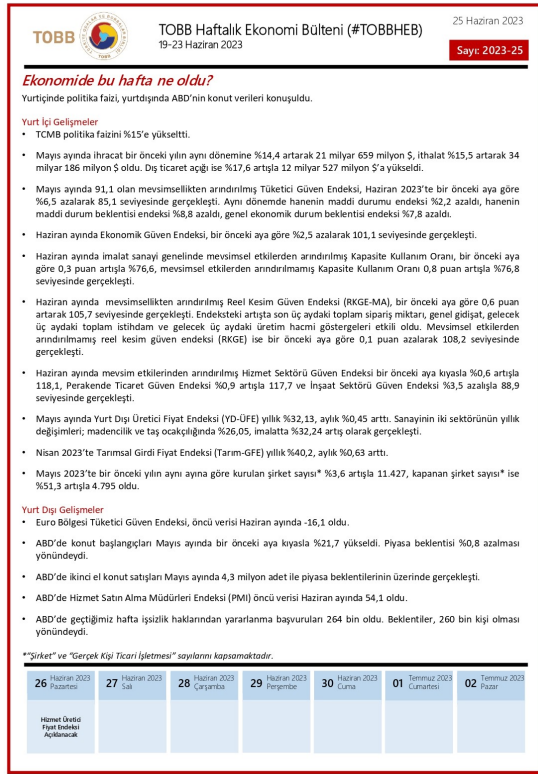 TOBB
TOBB Haftalık Ekonomi Bülteni (#TOBBHEB)
19-23 Haziran 2023
25 Haziran 2023
Sayı: 2023-25
Ekonomide bu hafta ne oldu?
Yurtiçinde politika faizi, yurtdışında ABD'nin konut verileri konuşuldu.
Yurt İçi Gelişmeler
• TCMB politika faizini %15'e yükseltti.
• Mayıs ayında ihracat bir önceki yılın aynı dönemine %14,4 artarak 21 milyar 659 milyon $, ithalat %15,5 artarak 34
milyar 186 milyon $ oldu. Dış ticaret açığı ise %17,6 artışla 12 milyar 527 milyon $'a yükseldi.
• Mayıs ayında 91,1 olan mevsimsellikten arındırılmış Tüketici Güven Endeksi, Haziran 2023'te bir önceki aya göre
%6,5 azalarak 85,1 seviyesinde gerçekleşti. Aynı dönemde hanenin maddi durumu endeksi %2,2 azaldı, hanenin
maddi durum beklentisi endeksi %8,8 azaldı, genel ekonomik durum beklentisi endeksi %7,8 azaldı.
• Haziran ayında Ekonomik Güven Endeksi, bir önceki aya göre %2,5 azalarak 101,1 seviyesinde gerçekleşti.
• Haziran ayında imalat sanayi genelinde mevsimsel etkilerden arındırılmış Kapasite Kullanım Oranı, bir önceki aya
göre 0,3 puan artışla %76,6, mevsimsel etkilerden arındırılmamış Kapasite Kullanım Oranı 0,8 puan artışla %76,8
seviyesinde gerçekleşti.
• Haziran ayında mevsimsellikten arındırılmış Reel Kesim Güven Endeksi (RKGE-MA), bir önceki aya göre 0,6 puan
artarak 105,7 seviyesinde gerçekleşti. Endeksteki artışta son üç aydaki toplam sipariş miktarı, genel gidişat, gelecek
üç aydaki toplam istihdam ve gelecek üç aydaki üretim hacmi göstergeleri etkili oldu. Mevsimsel etkilerden
arındırılmamış reel kesim güven endeksi (RKGE) ise bir önceki aya göre 0,1 puan azalarak 108,2 seviyesinde
gerçekleşti.
• Haziran ayında mevsim etkilerinden arındırılmış Hizmet Sektörü Güven Endeksi bir önceki aya kıyasla %0,6 artışla
118,1, Perakende Ticaret Güven Endeksi %0,9 artışla 117,7 ve İnşaat Sektörü Güven Endeksi %3,5 azalışla 88,9
seviyesinde gerçekleşti.
• Mayıs ayında Yurt Dışı Üretici Fiyat Endeksi (YD-ÜFE) yıllık %32,13, aylık %0,45 arttı. Sanayinin iki sektörünün yıllık
değişimleri; madencilik ve taş ocakçılığında %26,05, imalatta %32,24 artış olarak gerçekleşti.
• Nisan 2023'te Tarımsal Girdi Fiyat Endeksi (Tarım-GFE) yıllık %40,2, aylık %0,63 arttı.
• Mayıs 2023'te bir önceki yılın aynı ayına göre kurulan şirket sayısı* %3,6 artışla 11.427, kapanan şirket sayısı* ise
%51,3 artışla 4.795 oldu.
Yurt Dışı Gelişmeler
• Euro Bölgesi Tüketici Güven Endeksi, öncü verisi Haziran ayında -16,1 oldu.
• ABD'de konut başlangıçları Mayıs ayında bir önceki aya kıyasla %21,7 yükseldi. Piyasa beklentisi %0,8 azalması
yönündeydi.
• ABD'de ikinci el konut satışları Mayıs ayında 4,3 milyon adet ile piyasa beklentilerinin üzerinde gerçekleşti.
• ABD'de Hizmet Satın Alma Müdürleri Endeksi (PMI) öncü verisi Haziran ayında 54,1 oldu.
• ABD'de geçtiğimiz hafta işsizlik haklarından yararlanma başvuruları 264 bin oldu. Beklentiler, 260 bin kişi olması
yönündeydi.
*"Şirket" ve "Gerçek Kişi Ticari İşletmesi" sayılarını kapsamaktadır.
26 Haziran 2023 Pazartesi
27 Haziran 2023 Salı
28 Haziran 2023 Çarşamba
29 Haziran 2023 Perşembe
30 Haziran 2023 Cuma
01 Temmuz 2023 Cumartesi
02 Temmuz 2023 Pazar
Hizmet Üretici
Fiyat Endeksi
Açıklanacak